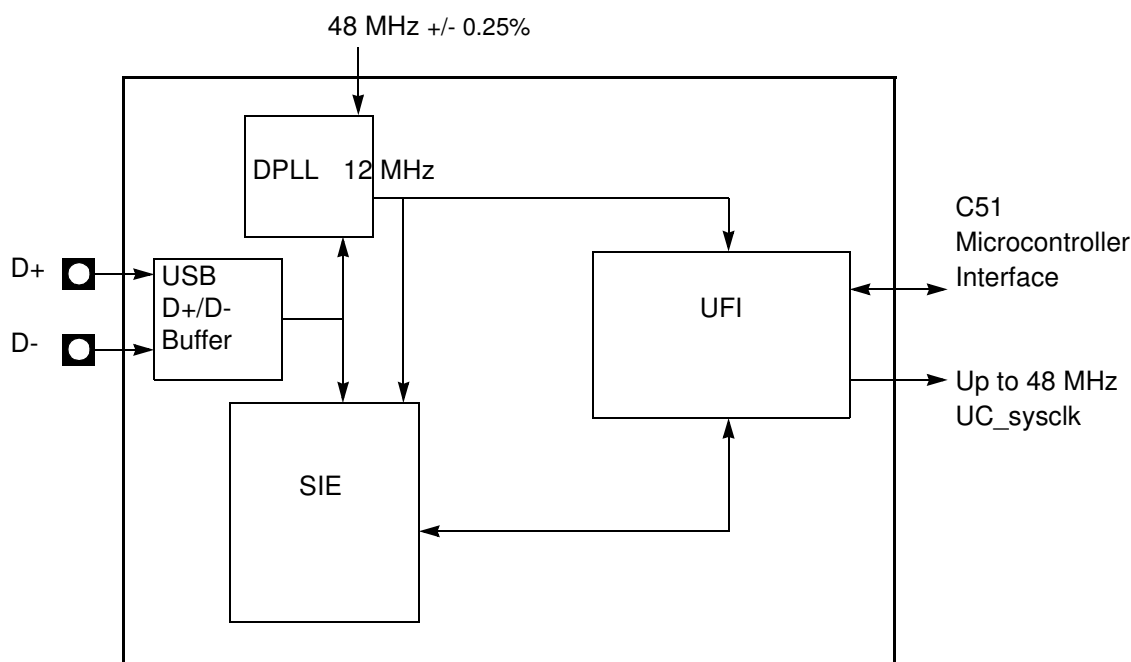 48 MHz +/- 0.25%
DPLL 12 MHz
D+
USB
D+/D-
Buffer
D-
C51
Microcontroller
Interface
UFI
Up to 48 MHz
UC_sysclk
SIE